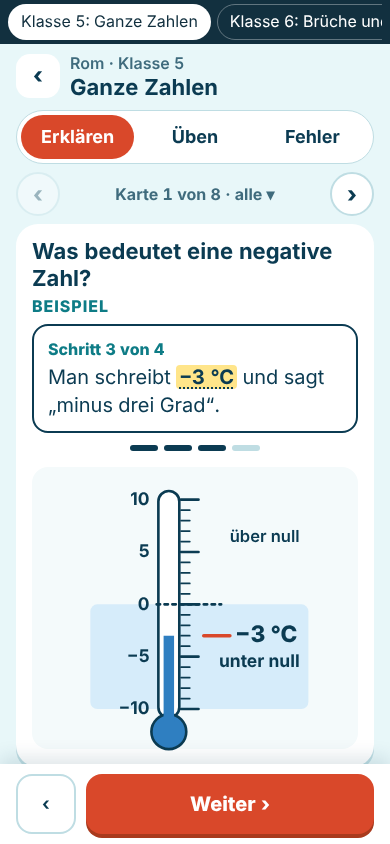 Klasse 5: Ganze Zahlen
Klasse 6: Brüche
‹
Rom · Klasse 5
Ganze Zahlen
Erklären
Üben
Fehler
‹
Karte 1 von 8 · alle ▾
›
Was bedeutet eine negative
Zahl?
BEISPIEL
Schritt 3 von 4
Man schreibt −3 °C und sagt
„minus drei Grad“.
10
über null
5
0
−3 °C
−5
unter null
−10
‹
Weiter ›